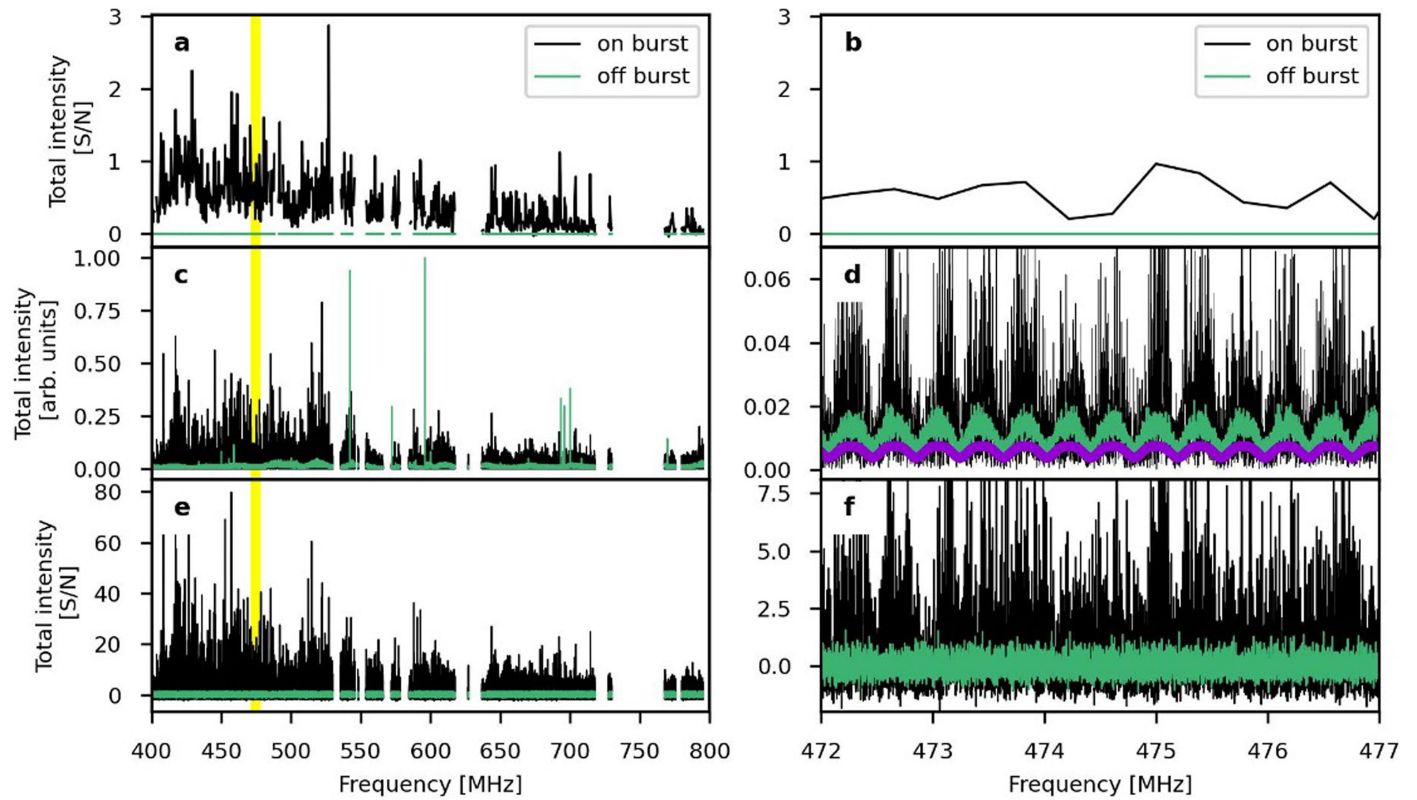 a
on burst
off burst
Total intensity
[S/N]
3
2
1
0
b
on burst
off burst
3
2
1
0
c
Total intensity
[arb. units]
1.00
0.75
0.50
0.25
0.00
d
0.06
0.04
0.02
0.00
e
Total intensity
[S/N]
80
60
40
20
0
f
7.5
5.0
2.5
0.0
400 450 500 550 600 650 700 750 800
Frequency [MHz]
472 473 474 475 476 477
Frequency [MHz]